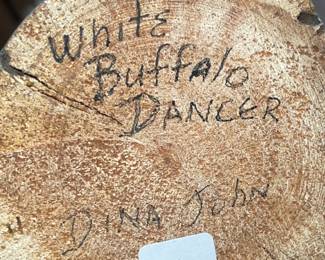 White
Buffalo
DANCER
DINA John